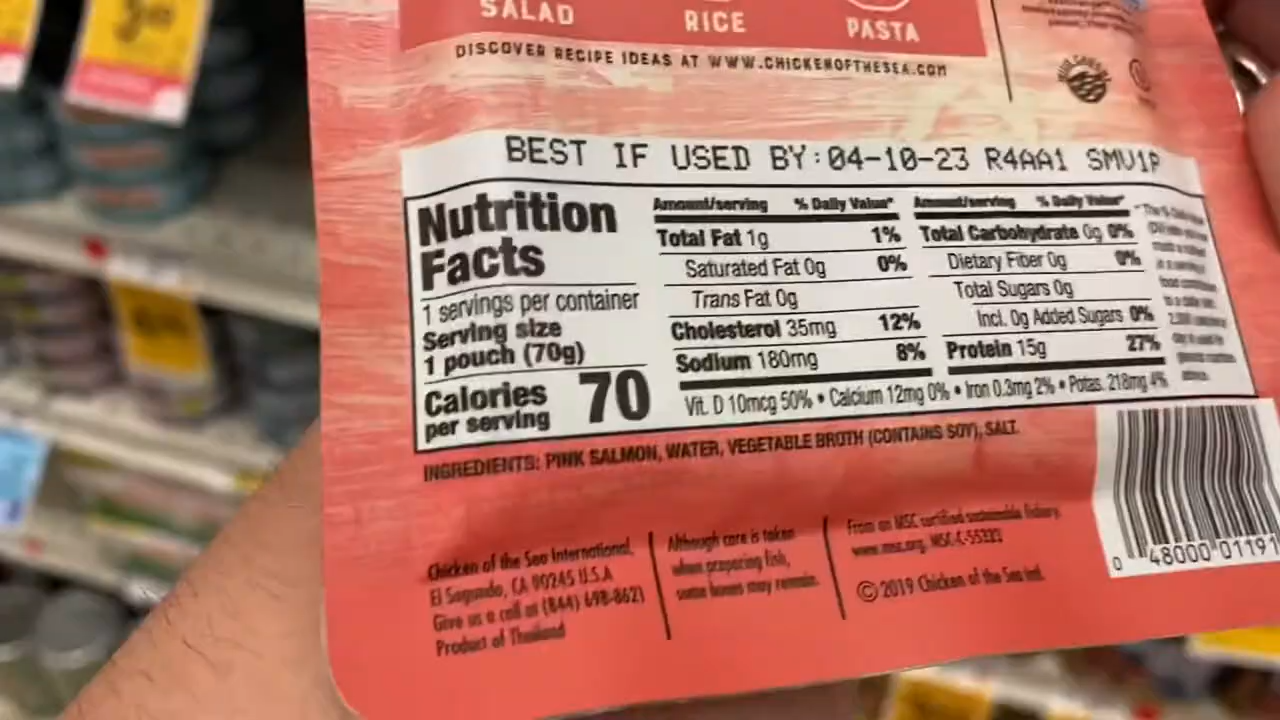 SALAD RICE PASTA
DISCOVER RECIPE IDEAS AT WWW.CHICKENOFTHESEA.COM
BEST IF USED BY:04-10-23 R4AA1 SMV1P
Nutrition
Facts
1 servings per container
Serving size
1 pouch (70g)
Calories
per serving
70
Amount/serving % Daily Value*
Total Fat 1g 1%
Saturated Fat 0g 0%
Trans Fat 0g
Cholesterol 35mg 12%
Sodium 180mg 8%
Amount/serving % Daily Value*
Total Carbohydrate 0g 0%
Dietary Fiber 0g 0%
Total Sugars 0g
Incl. 0g Added Sugars 0%
Protein 15g 27%
Vit. D 10mcg 50% • Calcium 12mg 0% • Iron 0.3mg 2% • Potas. 218mg 4%
INGREDIENTS: PINK SALMON, WATER, VEGETABLE BROTH (CONTAINS SOY), SALT.
Chicken of the Sea International,
El Segundo, CA 90245 U.S.A
Give us a call at (844) 698-8621
Product of Thailand
Although care is taken
when preparing fish,
some bones may remain.
From an MSC certified sustainable fishery.
www.msc.org. MSC-C-55333
©2019 Chicken of the Sea Intl.
0 48000 01191